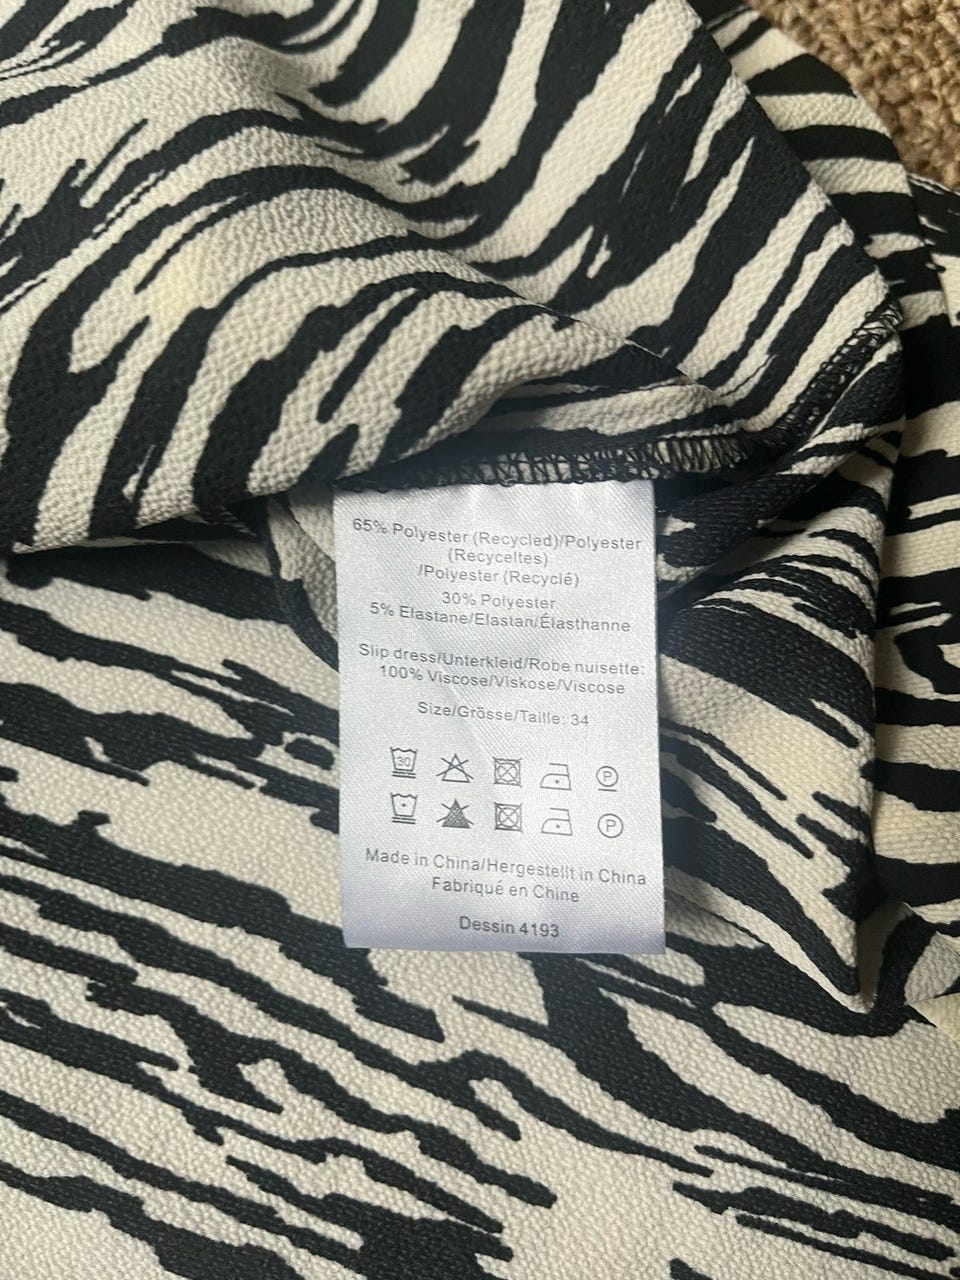 65% Polyester (Recycled)/Polyester
(Recyceltes)
/Polyester (Recyclé)
30% Polyester
5% Elastane/Elastan/Élasthanne
Slip dress/Unterkleid/Robe nuisette:
100% Viscose/Viskose/Viscose
Size/Grösse/Taille: 34
30 P
P
Made in China/Hergestellt in China
Fabriqué en Chine
Dessin 4193